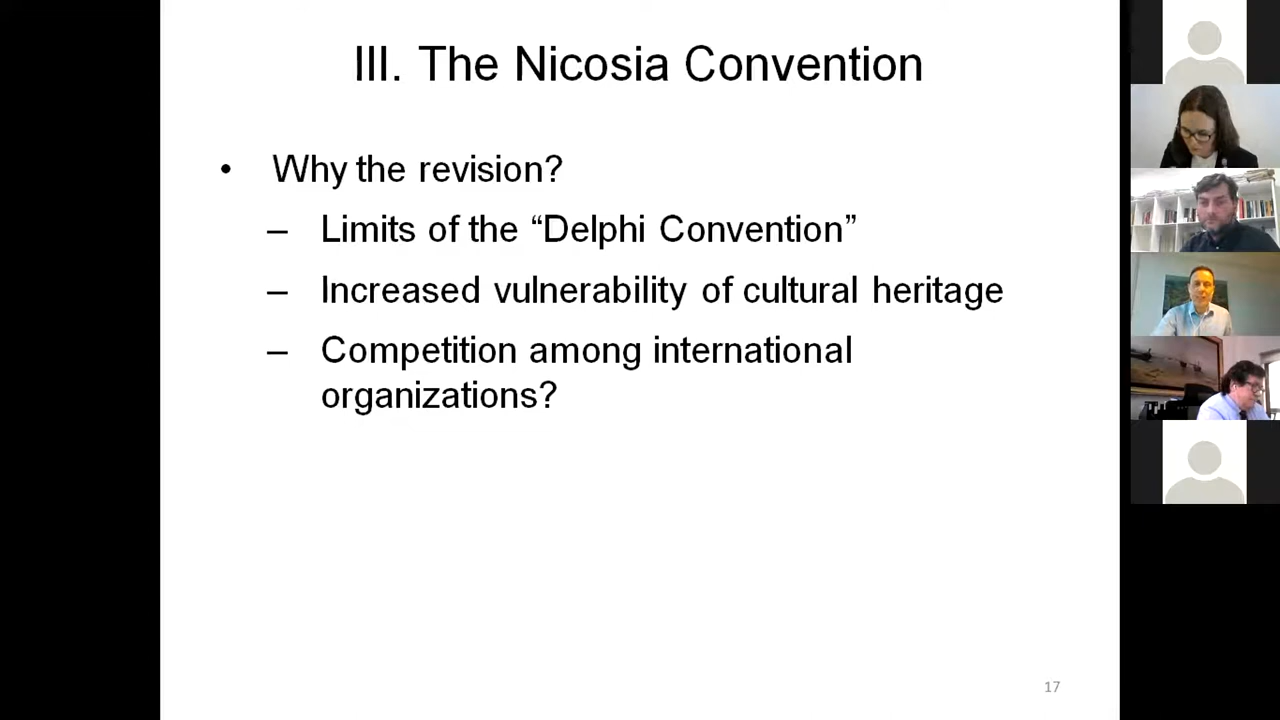 III. The Nicosia Convention
• Why the revision?
– Limits of the “Delphi Convention”
– Increased vulnerability of cultural heritage
– Competition among international
organizations?
17